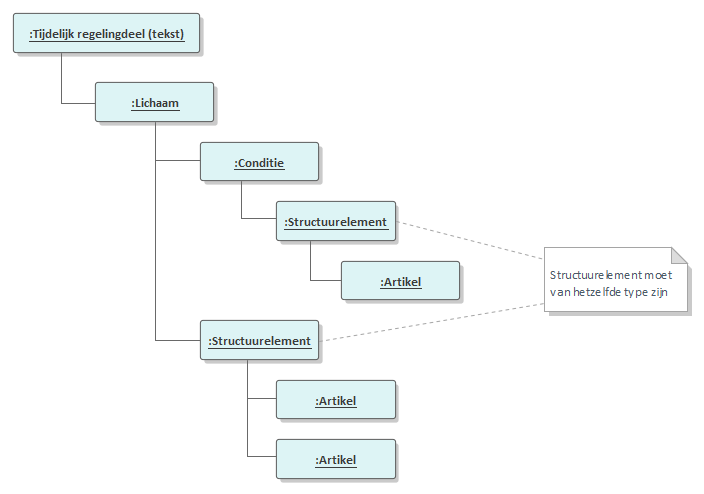 :Tijdelijk regelingdeel (tekst)
:Lichaam
:Conditie
:Structuurelement
:Artikel
Structuurelement moet
van hetzelfde type zijn
:Structuurelement
:Artikel
:Artikel